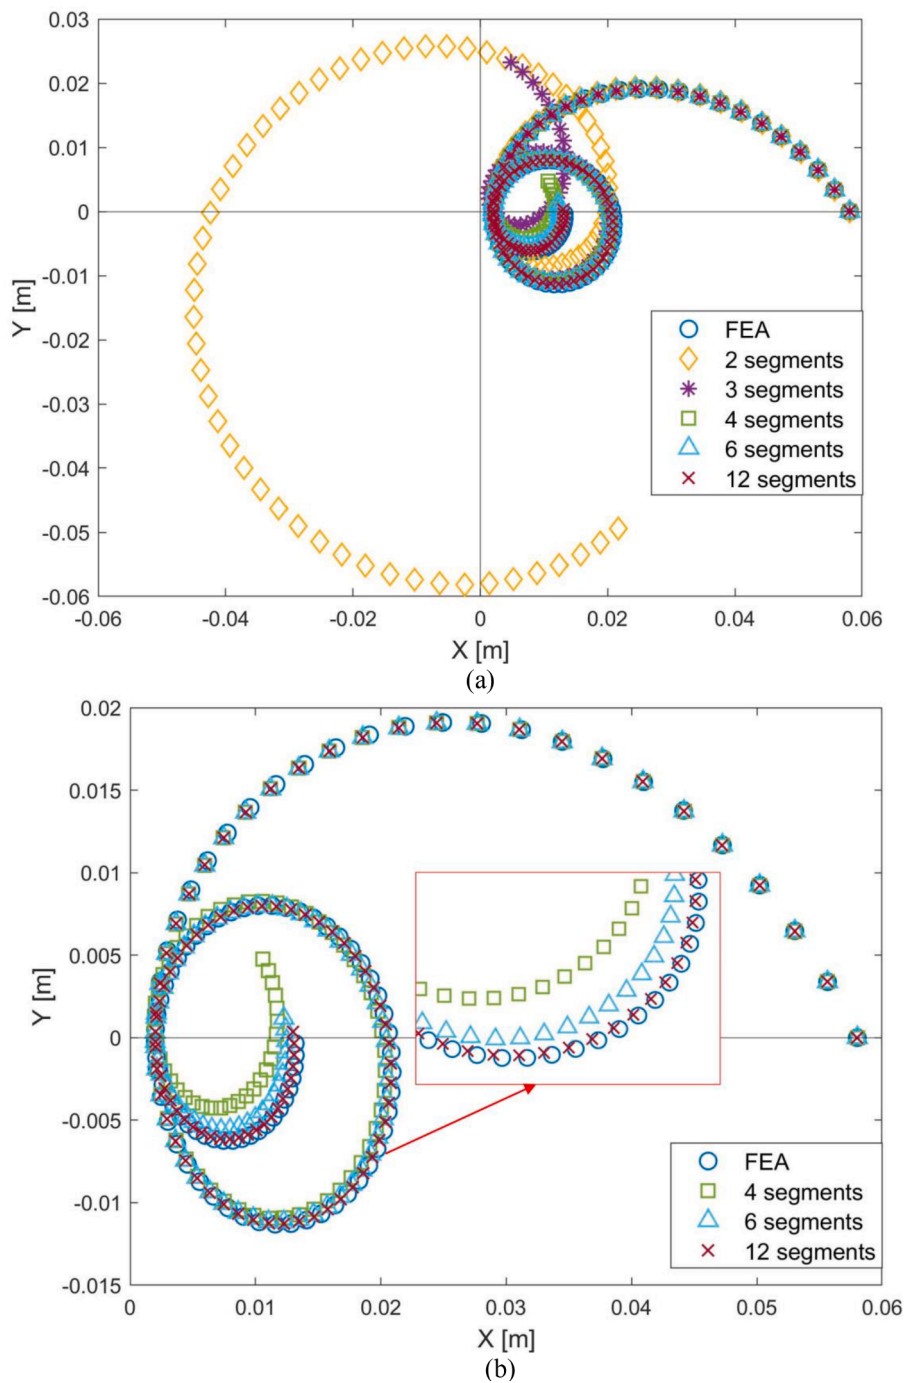 (a)
0.03
0.02
0.01
0
-0.01
-0.02
-0.03
-0.04
-0.05
-0.06
Y [m]
FEA
2 segments
3 segments
4 segments
6 segments
12 segments
-0.06 -0.04 -0.02 0 0.02 0.04 0.06
X [m]
(a)
0.02
0.015
0.01
0.005
0
-0.005
-0.01
-0.015
Y [m]
FEA
4 segments
6 segments
12 segments
0 0.01 0.02 0.03 0.04 0.05 0.06
X [m]
(b)